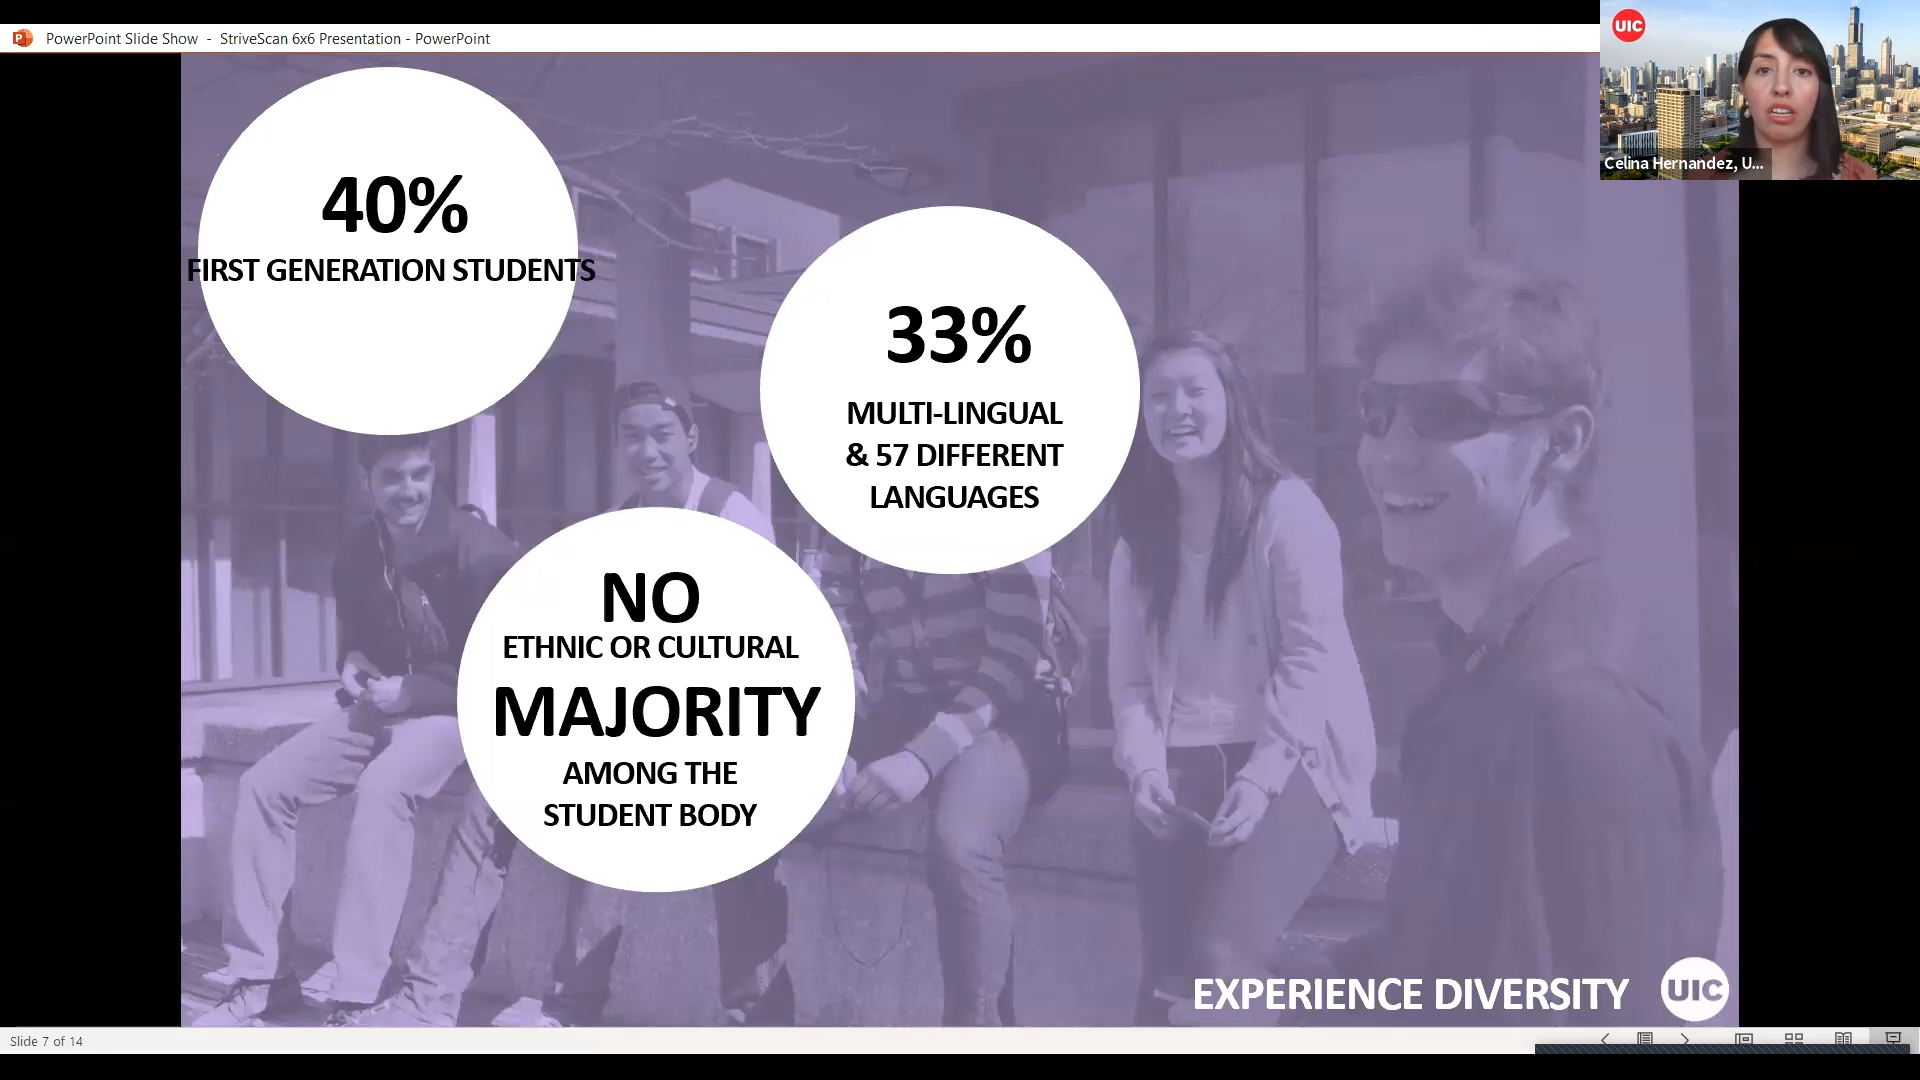 PowerPoint Slide Show - StriveScan 6x6 Presentation - PowerPoint
UIC
Celina Hernandez, U...
40%
FIRST GENERATION STUDENTS
33%
MULTI-LINGUAL
& 57 DIFFERENT
LANGUAGES
NO
ETHNIC OR CULTURAL
MAJORITY
AMONG THE
STUDENT BODY
EXPERIENCE DIVERSITY
UIC
Slide 7 of 14